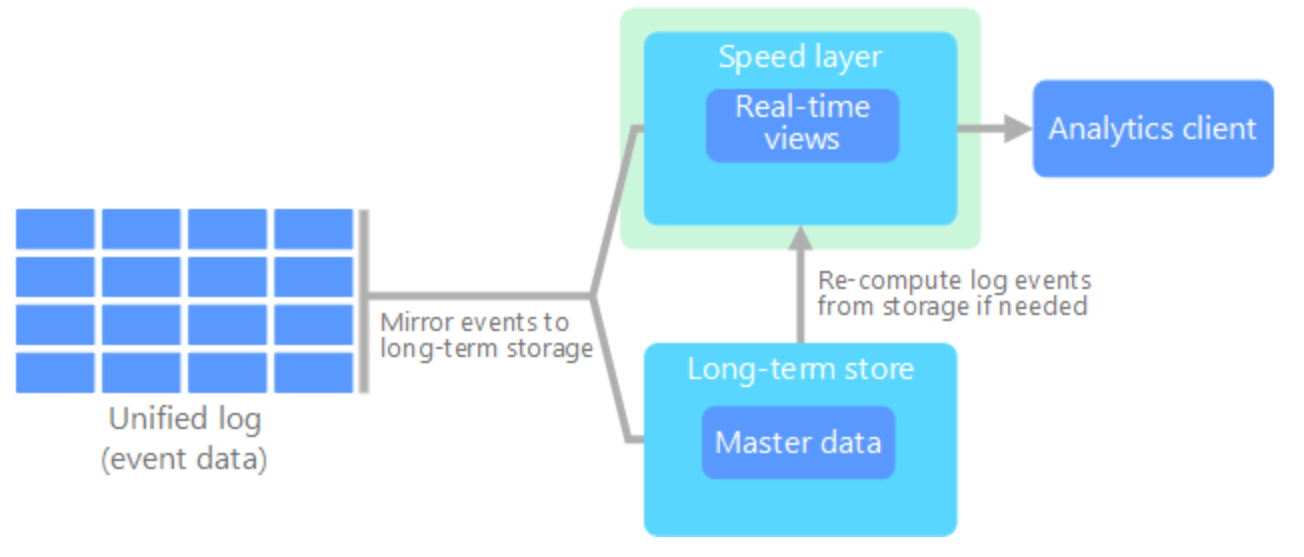 Speed layer
Real-time
views
Analytics client
Re-compute log events
from storage if needed
Mirror events to
long-term storage
Long-term store
Master data
Unified log
(event data)